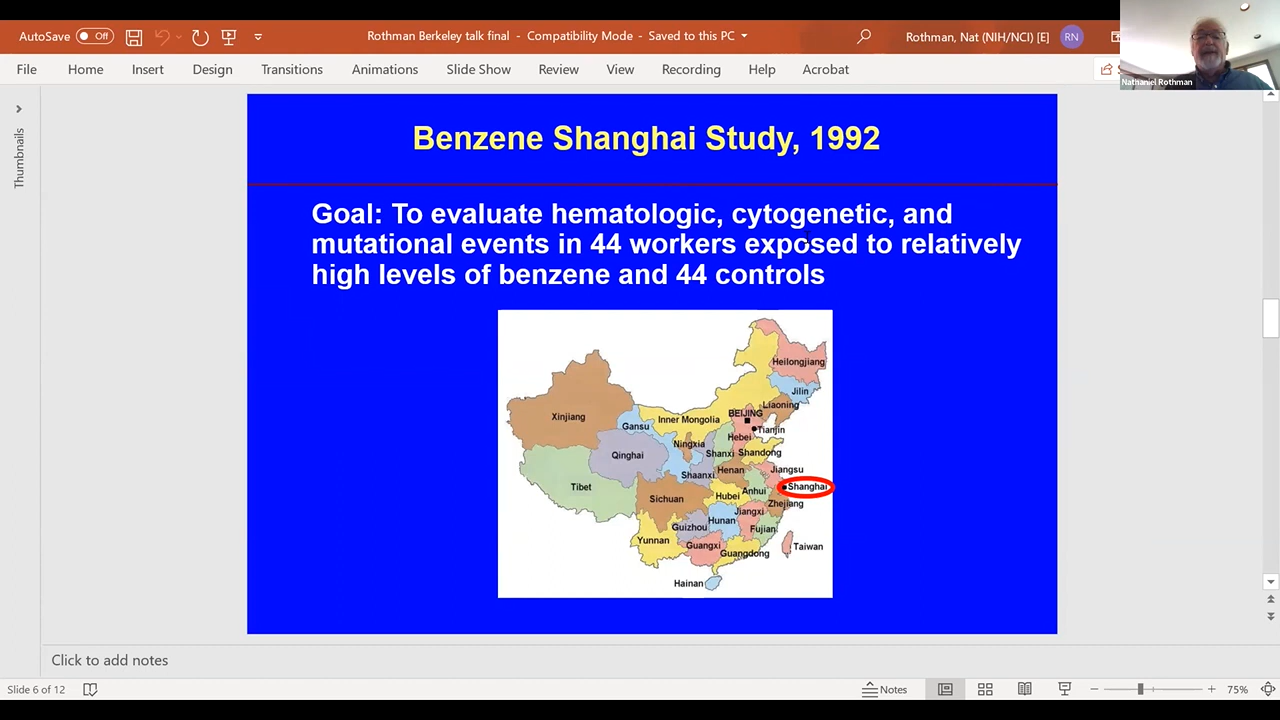 AutoSave Off Rothman Berkeley talk final - Compatibility Mode - Saved to this PC Rothman, Nat (NIH/NCI) [E] RN
Nathaniel Rothman
File Home Insert Design Transitions Animations Slide Show Review View Recording Help Acrobat
Thumbnails
Benzene Shanghai Study, 1992
Goal: To evaluate hematologic, cytogenetic, and
mutational events in 44 workers exposed to relatively
high levels of benzene and 44 controls
Heilongjiang
Jilin
Liaoning
BEIJING
Xinjiang
Inner Mongolia
Gansu
Tianjin
Hebei
Ningxia
Shanxi
Shandong
Qinghai
Jiangsu
Henan
Shaanxi
Tibet
Shanghai
Anhui
Hubei
Sichuan
Zhejiang
Jiangxi
Hunan
Guizhou
Fujian
Yunnan
Guangxi
Taiwan
Guangdong
Hainan
Click to add notes
Slide 6 of 12 Notes 75%